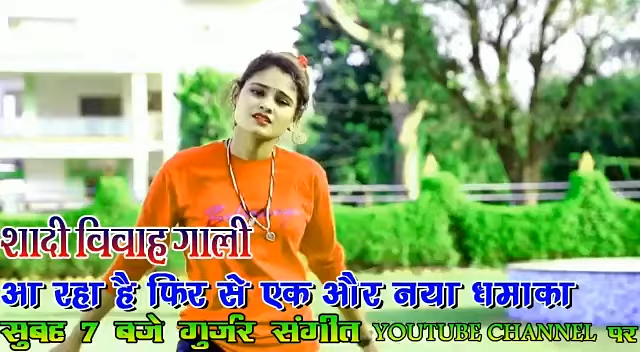 शादी विवाह गाली
आ रहा है फिर से एक और नया धमाका
सुबह 7 बजे गुर्जर संगीत YOUTUBE CHANNEL पर